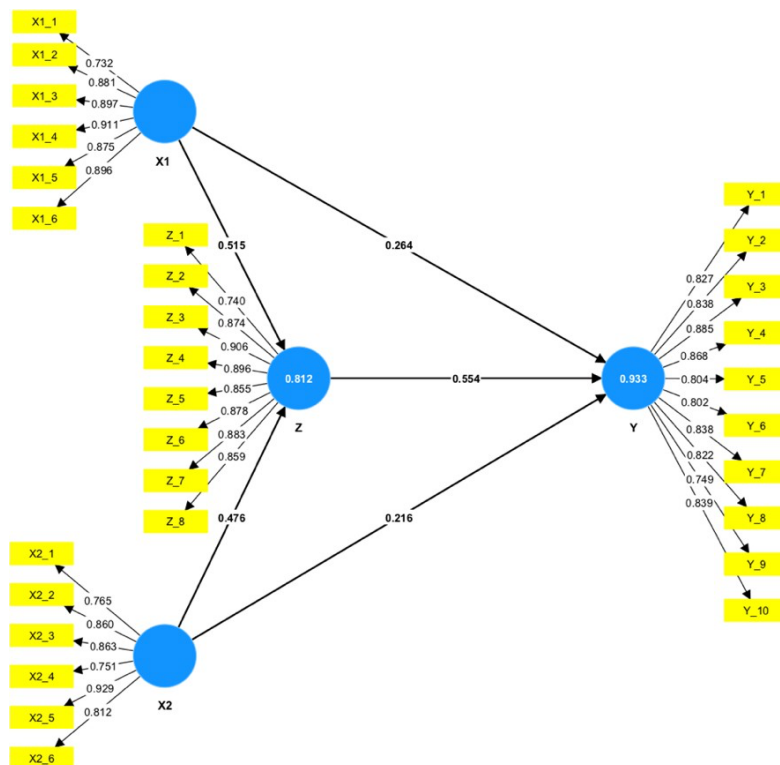 X1_1
X1_2
X1_3
X1_4
X1_5
X1_6
0.732
0.881
0.897
0.911
0.875
0.896
X1
0.515
0.264
Z_1
Z_2
Z_3
Z_4
Z_5
Z_6
Z_7
Z_8
0.740
0.874
0.906
0.896
0.855
0.878
0.883
0.859
0.812
Z
0.554
0.933
Y
0.827
0.838
0.885
0.868
0.804
0.802
0.838
0.822
0.749
0.839
Y_1
Y_2
Y_3
Y_4
Y_5
Y_6
Y_7
Y_8
Y_9
Y_10
0.476
0.216
X2_1
X2_2
X2_3
X2_4
X2_5
X2_6
0.765
0.860
0.863
0.751
0.929
0.812
X2